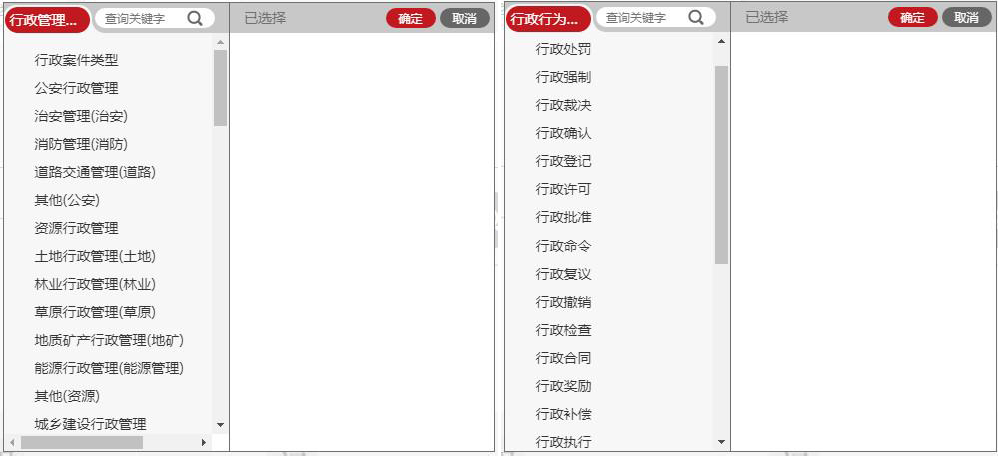 行政管理...
查询关键字
已选择
确定
取消
行政案件类型
公安行政管理
治安管理(治安)
消防管理(消防)
道路交通管理(道路)
其他(公安)
资源行政管理
土地行政管理(土地)
林业行政管理(林业)
草原行政管理(草原)
地质矿产行政管理(地矿)
能源行政管理(能源管理)
其他(资源)
城乡建设行政管理
行政行为...
查询关键字
已选择
确定
取消
行政处罚
行政强制
行政裁决
行政确认
行政登记
行政许可
行政批准
行政命令
行政复议
行政撤销
行政检查
行政合同
行政奖励
行政补偿
行政执行